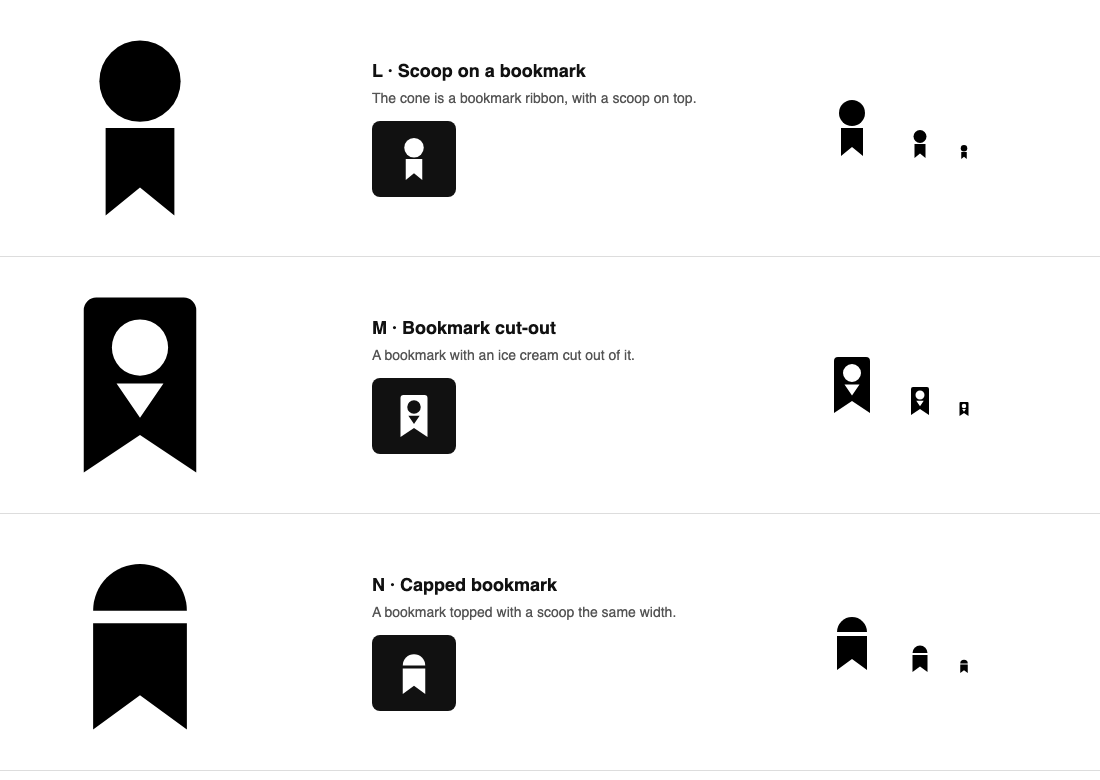 L · Scoop on a bookmark
The cone is a bookmark ribbon, with a scoop on top.
M · Bookmark cut-out
A bookmark with an ice cream cut out of it.
N · Capped bookmark
A bookmark topped with a scoop the same width.